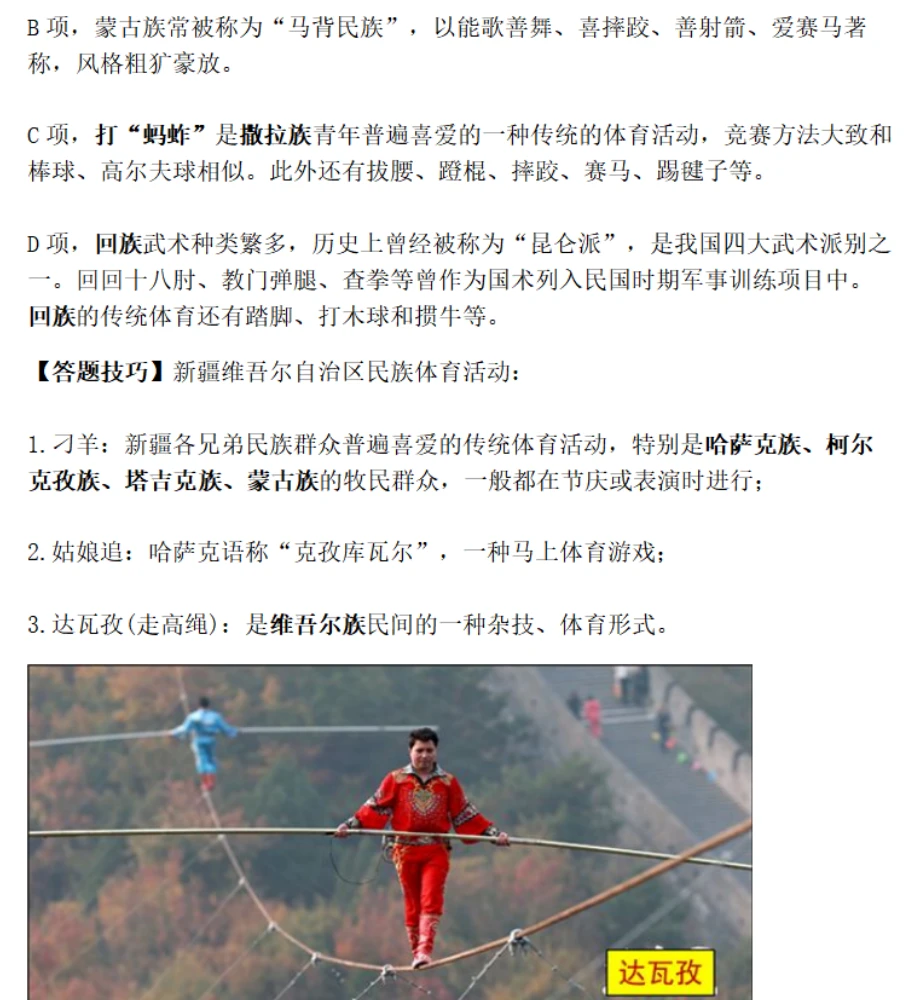 B 项，蒙古族常被称为“马背民族”，以能歌善舞、喜摔跤、善射箭、爱赛马著
称，风格粗犷豪放。
C 项，打“蚂蚱”是撒拉族青年普遍喜爱的一种传统的体育活动，竞赛方法大致和
棒球、高尔夫球相似。此外还有拔腰、蹬棍、摔跤、赛马、踢毽子等。
D 项，回族武术种类繁多，历史上曾经被称为“昆仑派”，是我国四大武术派别之
一。回回十八肘、教门弹腿、查拳等曾作为国术列入民国时期军事训练项目中。
回族的传统体育还有踏脚、打木球和掼牛等。
【答题技巧】新疆维吾尔自治区民族体育活动：
1.刁羊：新疆各兄弟民族群众普遍喜爱的传统体育活动，特别是哈萨克族、柯尔
克孜族、塔吉克族、蒙古族的牧民群众，一般都在节庆或表演时进行；
2.姑娘追：哈萨克语称“克孜库瓦尔”，一种马上体育游戏；
3.达瓦孜(走高绳)：是维吾尔族民间的一种杂技、体育形式。
达瓦孜